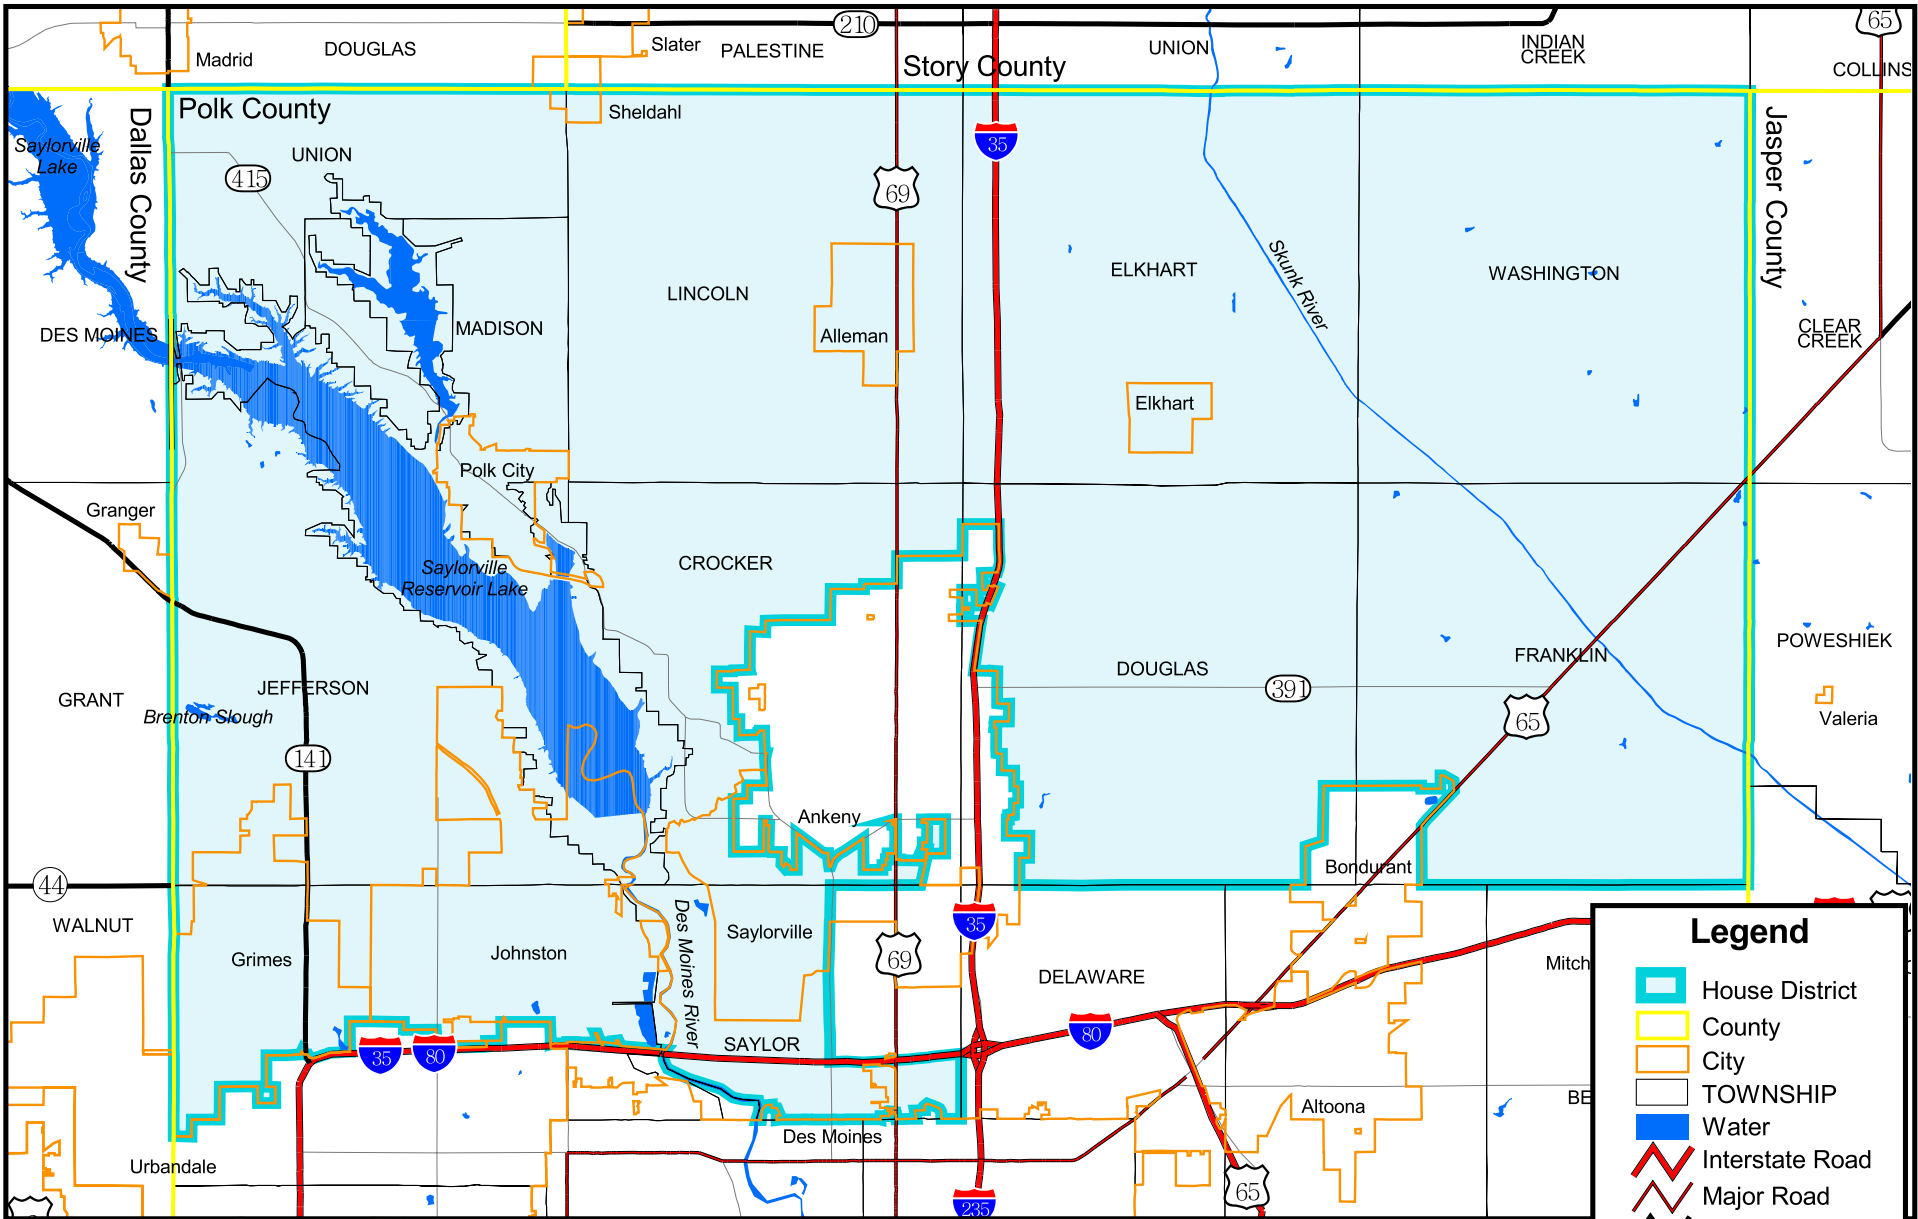 210
65
Madrid
DOUGLAS
Slater
PALESTINE
UNION
INDIAN
CREEK
COLLINS
Story County
Polk County
Sheldahl
Dallas County
Jasper County
Saylorville
Lake
UNION
35
415
69
Skunk River
ELKHART
WASHINGTON
LINCOLN
MADISON
DES MOINES
Alleman
CLEAR
CREEK
Elkhart
Polk City
Granger
CROCKER
Saylorville
Reservoir Lake
POWESHIEK
FRANKLIN
DOUGLAS
391
JEFFERSON
GRANT
Brenton Slough
65
Valeria
141
Ankeny
Bondurant
44
WALNUT
Des Moines River
Saylorville
35
69
Grimes
Johnston
Mitch
DELAWARE
80
SAYLOR
35
80
BE
Altoona
Des Moines
Urbandale
65
235
Legend
House District
County
City
TOWNSHIP
Water
Interstate Road
Major Road